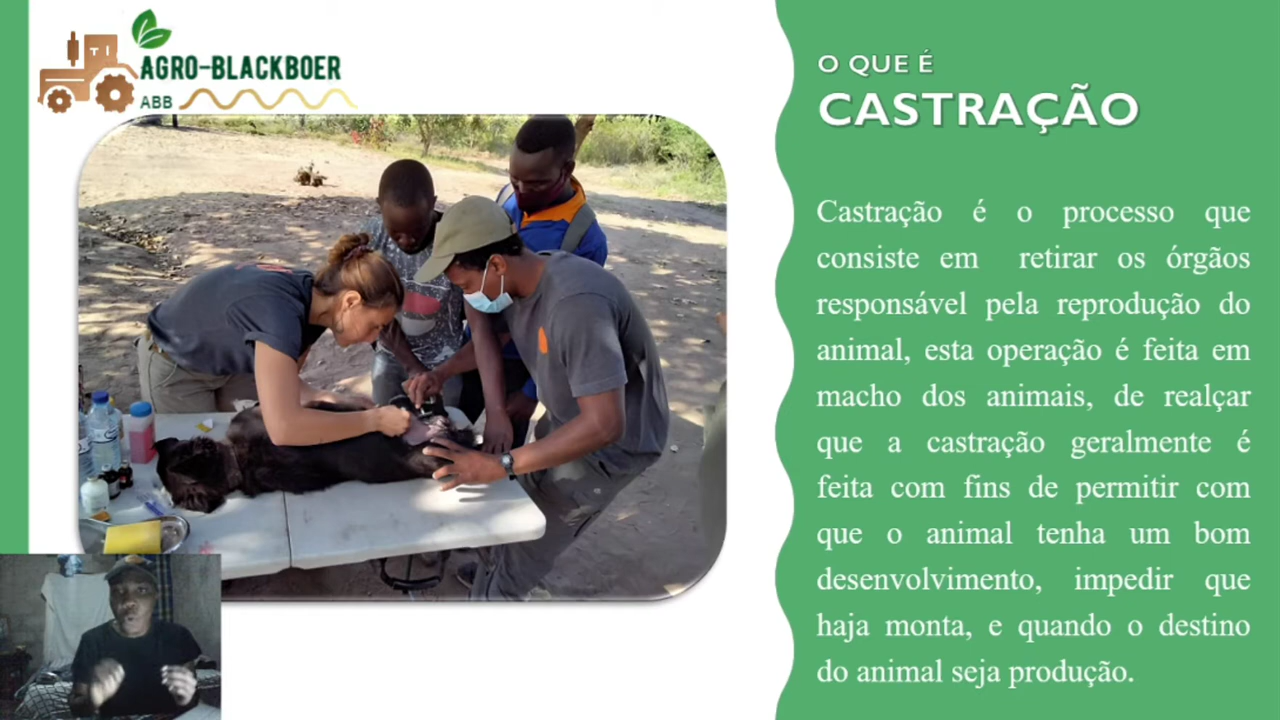 AGRO-BLACKBOER
ABB
O QUE É
CASTRAÇÃO
Castração é o processo que
consiste em retirar os órgãos
responsável pela reprodução do
animal, esta operação é feita em
macho dos animais, de realçar
que a castração geralmente é
feita com fins de permitir com
que o animal tenha um bom
desenvolvimento, impedir que
haja monta, e quando o destino
do animal seja produção.